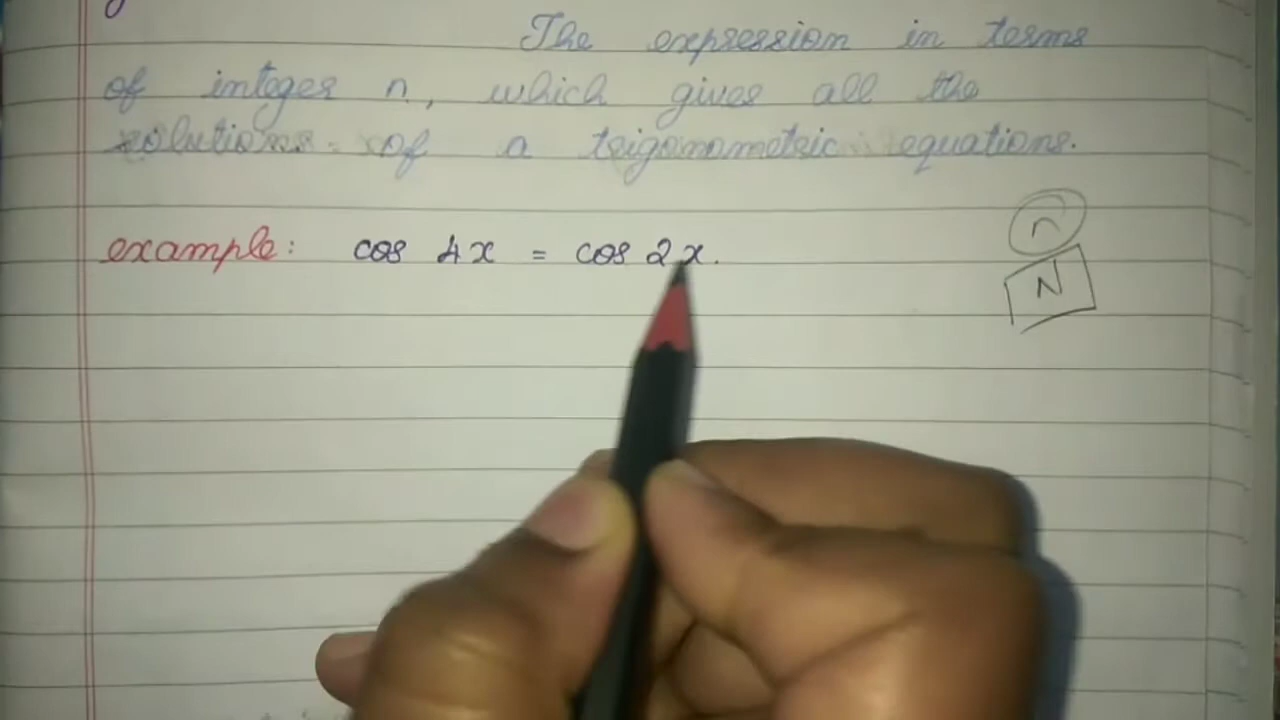 The expression in terms
of integer n, which gives all the
solutions of a trigonometric equations.
example: cos 4x = cos 2x.
n
N